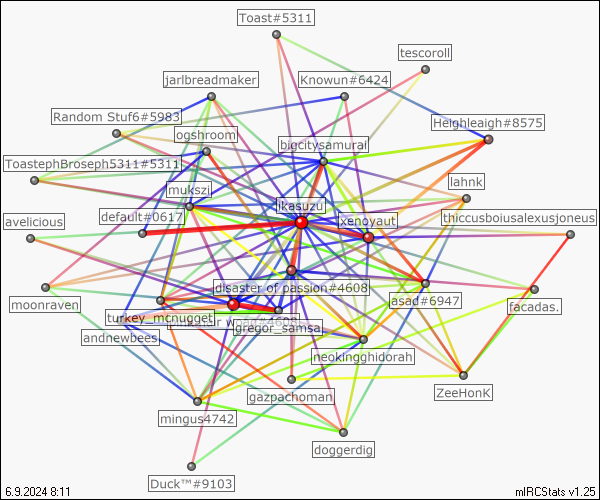 Toast#5311
tescoroll
jarlbreadmaker
Knowun#6424
Random Stuf6#5983
Heighleaigh#8575
ogshroom
bigcitysamurai
ToastephBroseph5311#5311
mukszi
lahnk
likasuzu
avelicious
default#0617
xenoyaut
thiccusboiusalexusjoneus
disaster of passion#4608
moonraven
asad#6947
facadas.
turkey_mcnugget
gregor_samsa
andnewbees
neokingghidorah
ZeeHonK
gazpachoman
mingus4742
doggerdig
Duck™#9103
6.9.2024 8:11
mIRCStats v1.25